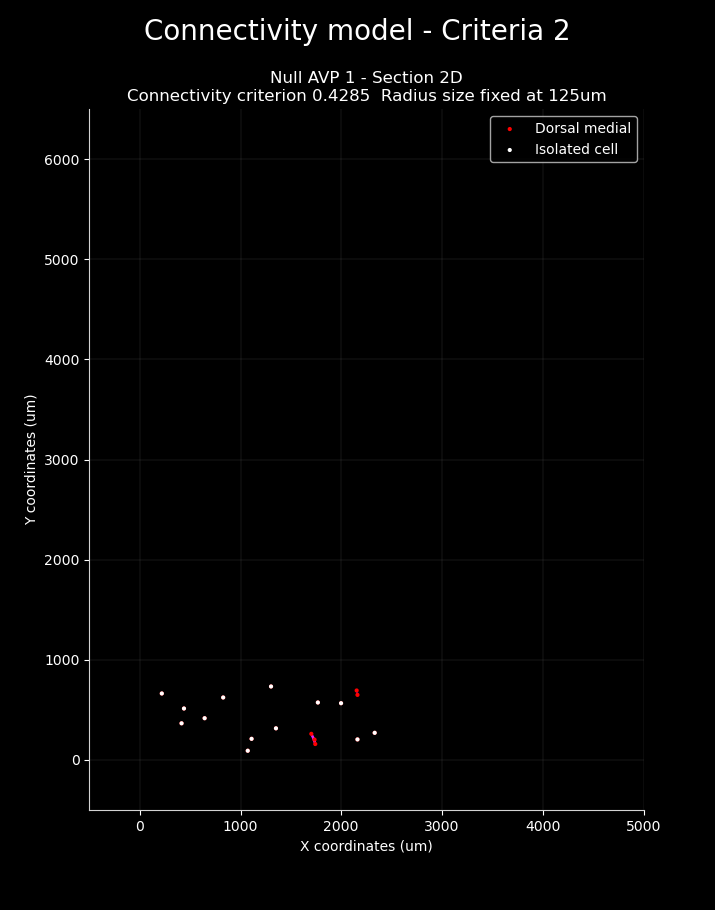 Connectivity model - Criteria 2
Null AVP 1 - Section 2D
Connectivity criterion 0.4285  Radius size fixed at 125um
Dorsal medial
Isolated cell
6000
5000
4000
3000
2000
1000
0
Y coordinates (um)
0
1000
2000
3000
4000
5000
X coordinates (um)